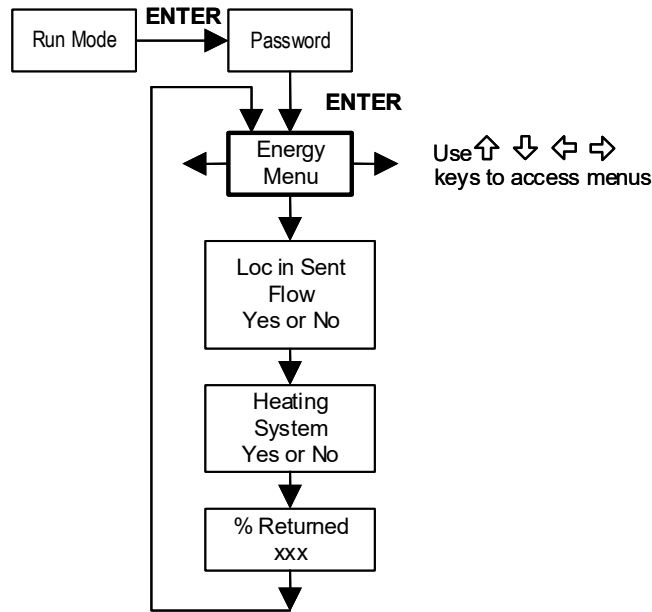 ENTER
Run Mode
Password
ENTER
Energy
Menu
Use ⇧ ⇩ ⇦ ⇨
keys to access menus
Loc in Sent
Flow
Yes or No
Heating
System
Yes or No
% Returned
xxx